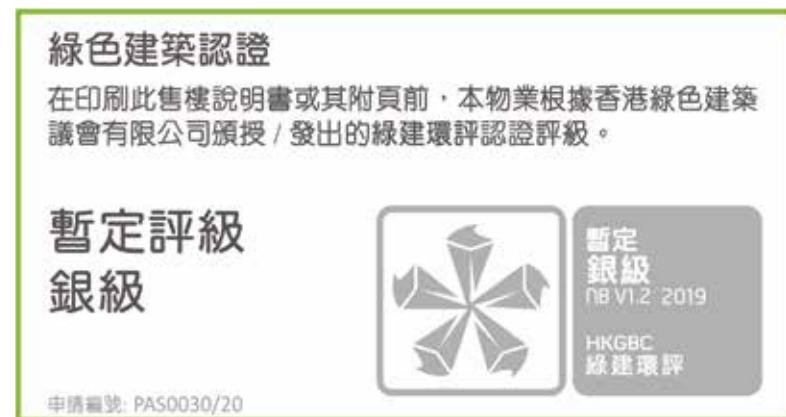 綠色建築認證
在印刷此售樓說明書或其附頁前，本物業根據香港綠色建築
議會有限公司頒授 / 發出的綠建環評認證評級。
暫定評級
銀級
暫定
銀級
NB V1.2 2019
HKGBC
綠建環評
申請編號: PAS0030/20